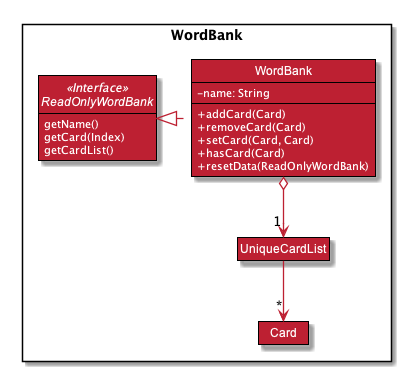 WordBank
«Interface»
ReadOnlyWordBank
getName()
getCard(Index)
getCardList()
WordBank
-name: String
+addCard(Card)
+removeCard(Card)
+setCard(Card, Card)
+hasCard(Card)
+resetData(ReadOnlyWordBank)
1
UniqueCardList
*
Card